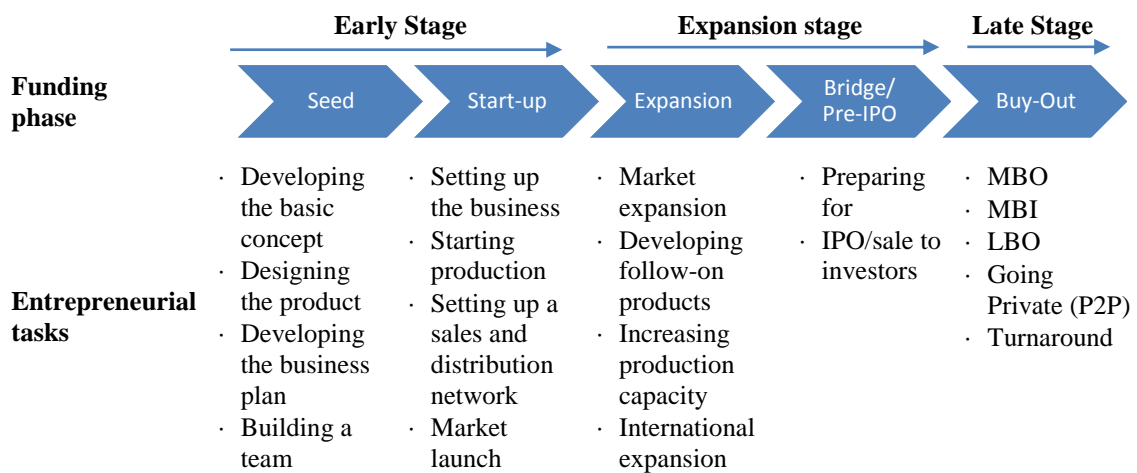 Early Stage
Expansion stage
Late Stage
Funding
phase
Seed
Start-up
Expansion
Bridge/
Pre-IPO
Buy-Out
Entrepreneurial
tasks
· Developing
the basic
concept
· Designing
the product
· Developing
the business
plan
· Building a
team
· Setting up
the business
· Starting
production
· Setting up a
sales and
distribution
network
· Market
launch
· Market
expansion
· Developing
follow-on
products
· Increasing
production
capacity
· International
expansion
· Preparing
for
· IPO/sale to
investors
· MBO
· MBI
· LBO
· Going
Private (P2P)
· Turnaround